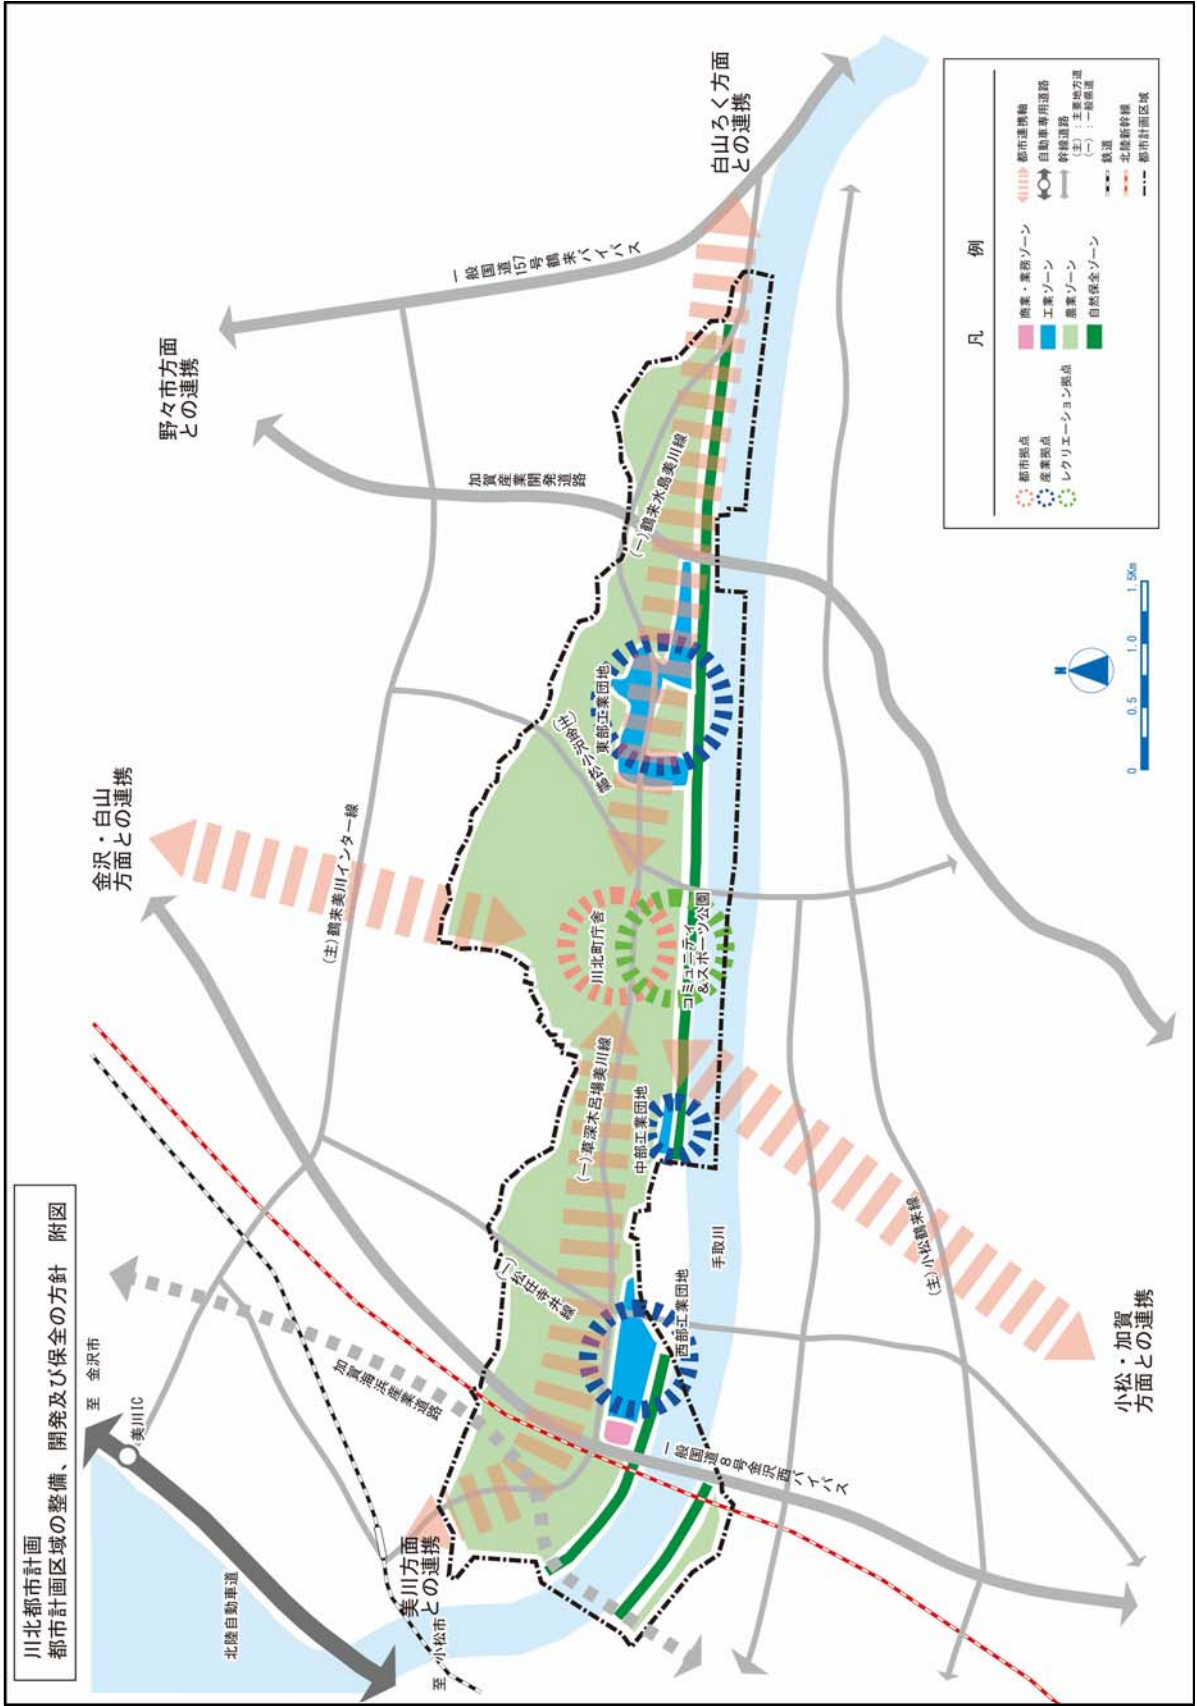 川北都市計画
都市計画区域の整備、開発及び保全の方針　附図
至　金沢市
美川IC
北陸自動車道
至　小松市
美川方面
との連携
加賀海浜産業道路
(一)松任寺井線
一般国道8号金沢西バイパス
西部工業団地
手取川
(主)小松鶴来線
小松・加賀
方面との連携
中部工業団地
(一)草深木呂場美川線
川北町庁舎
コミュニティ
&スポーツ公園
(主)鶴来美川インター線
金沢・白山
方面との連携
(主)金沢小松線
東部工業団地
(一)鶴来水島美川線
加賀産業開発道路
野々市方面
との連携
一般国道157号鶴来バイパス
白山ろく方面
との連携
N
0 0.5 1.0 1.5Km
凡　例
都市拠点
産業拠点
レクリエーション拠点
商業・業務ゾーン
工業ゾーン
農業ゾーン
自然保全ゾーン
都市連携軸
自動車専用道路
幹線道路
(主)：主要地方道
(一)：一般県道
鉄道
北陸新幹線
都市計画区域